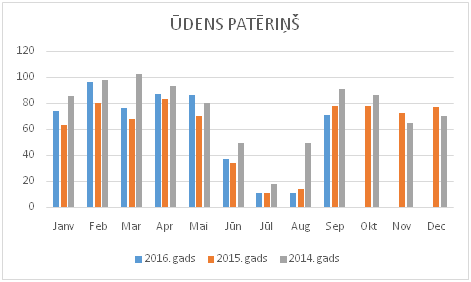 ŪDENS PATĒRIŅŠ
120
100
80
60
40
20
0
Janv Feb Mar Apr Mai Jūn Jūl Aug Sep Okt Nov Dec
2016.gads 2015.gads 2014.gads